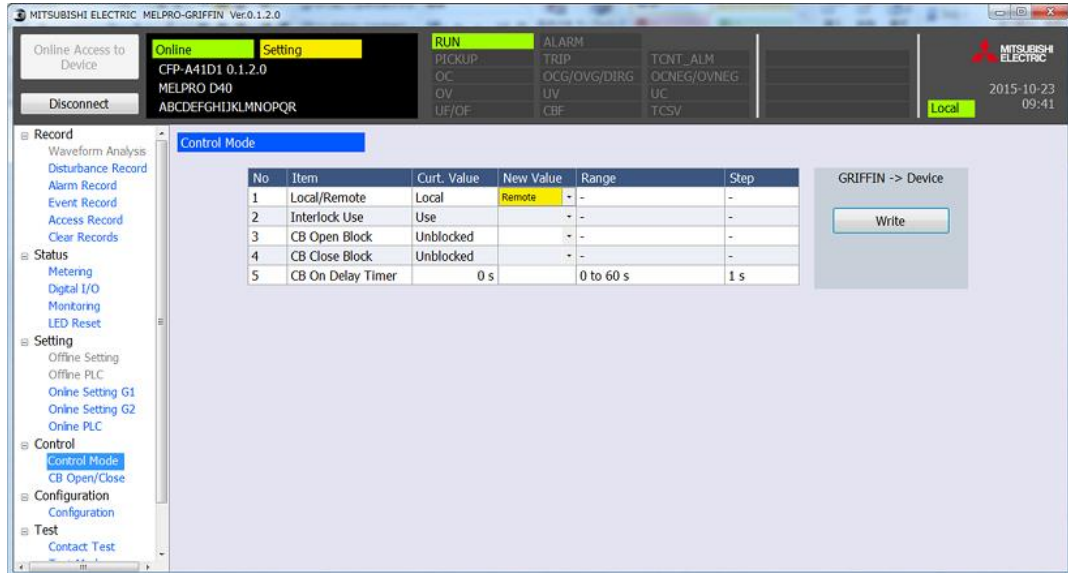 MITSUBISHI ELECTRIC MELPRO-GRIFFIN Ver.0.1.2.0
Online Access to Device
Disconnect
Online
Setting
CFP-A41D1 0.1.2.0
MELPRO D40
ABCDEFGHIJKLMNOPQR
RUN
ALARM
PICKUP
TRIP
TCNT_ALM
OC
OCG/OVG/DIRG
OCNEG/OVNEG
OV
UV
UC
UF/OF
CBF
TCSV
MITSUBISHI
ELECTRIC
2015-10-23
Local
09:41
Record
Waveform Analysis
Disturbance Record
Alarm Record
Event Record
Access Record
Clear Records
Status
Metering
Digital I/O
Monitoring
LED Reset
Setting
Offline Setting
Offline PLC
Online Setting G1
Online Setting G2
Online PLC
Control
Control Mode
CB Open/Close
Configuration
Configuration
Test
Contact Test
Control Mode
No Item Curt. Value New Value Range Step
1 Local/Remote Local Remote - -
2 Interlock Use Use - -
3 CB Open Block Unblocked - -
4 CB Close Block Unblocked - -
5 CB On Delay Timer 0 s 0 to 60 s 1 s
GRIFFIN -> Device
Write